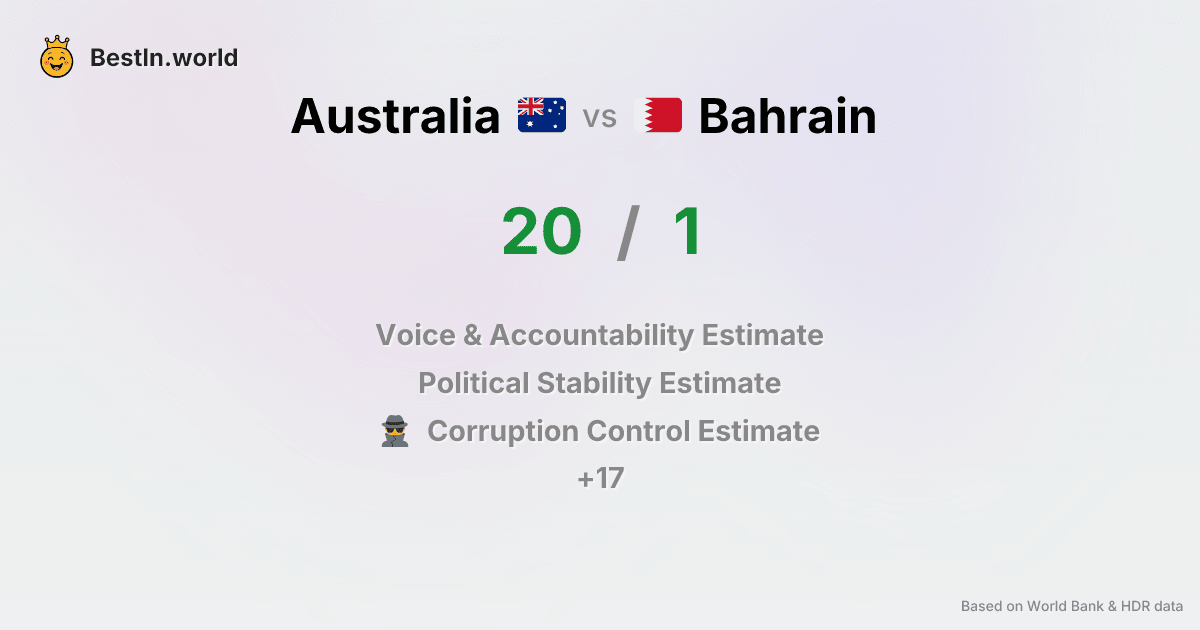 BestIn.world
Australia vs Bahrain
20 / 1
Voice & Accountability Estimate
Political Stability Estimate
Corruption Control Estimate
+17
Based on World Bank & HDR data